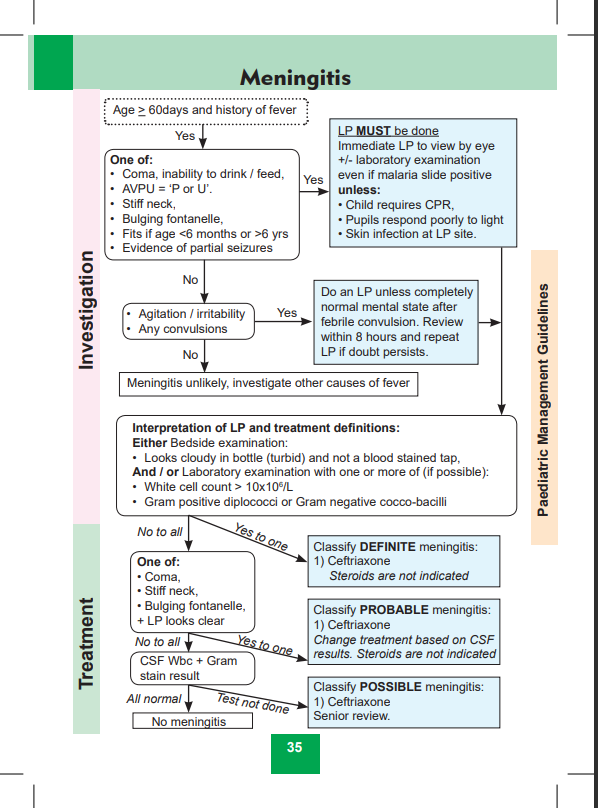 Meningitis
Age > 60days and history of fever
Yes
One of:
• Coma, inability to drink / feed,
• AVPU = ‘P or U’.
• Stiff neck,
• Bulging fontanelle,
• Fits if age <6 months or >6 yrs
• Evidence of partial seizures
Yes
LP MUST be done
Immediate LP to view by eye
+/- laboratory examination
even if malaria slide positive
unless:
• Child requires CPR,
• Pupils respond poorly to light
• Skin infection at LP site.
No
• Agitation / irritability
• Any convulsions
Yes
Do an LP unless completely
normal mental state after
febrile convulsion. Review
within 8 hours and repeat
LP if doubt persists.
No
Meningitis unlikely, investigate other causes of fever
Investigation
Paediatric Management Guidelines
Interpretation of LP and treatment definitions:
Either Bedside examination:
• Looks cloudy in bottle (turbid) and not a blood stained tap,
And / or Laboratory examination with one or more of (if possible):
• White cell count > 10x10⁶/L
• Gram positive diplococci or Gram negative cocco-bacilli
No to all
Yes to one
Classify DEFINITE meningitis:
1) Ceftriaxone
Steroids are not indicated
One of:
• Coma,
• Stiff neck,
• Bulging fontanelle,
+ LP looks clear
Classify PROBABLE meningitis:
1) Ceftriaxone
Change treatment based on CSF
results. Steroids are not indicated
No to all
Yes to one
CSF Wbc + Gram
stain result
Classify POSSIBLE meningitis:
1) Ceftriaxone
Senior review.
All normal
Test not done
No meningitis
Treatment
35